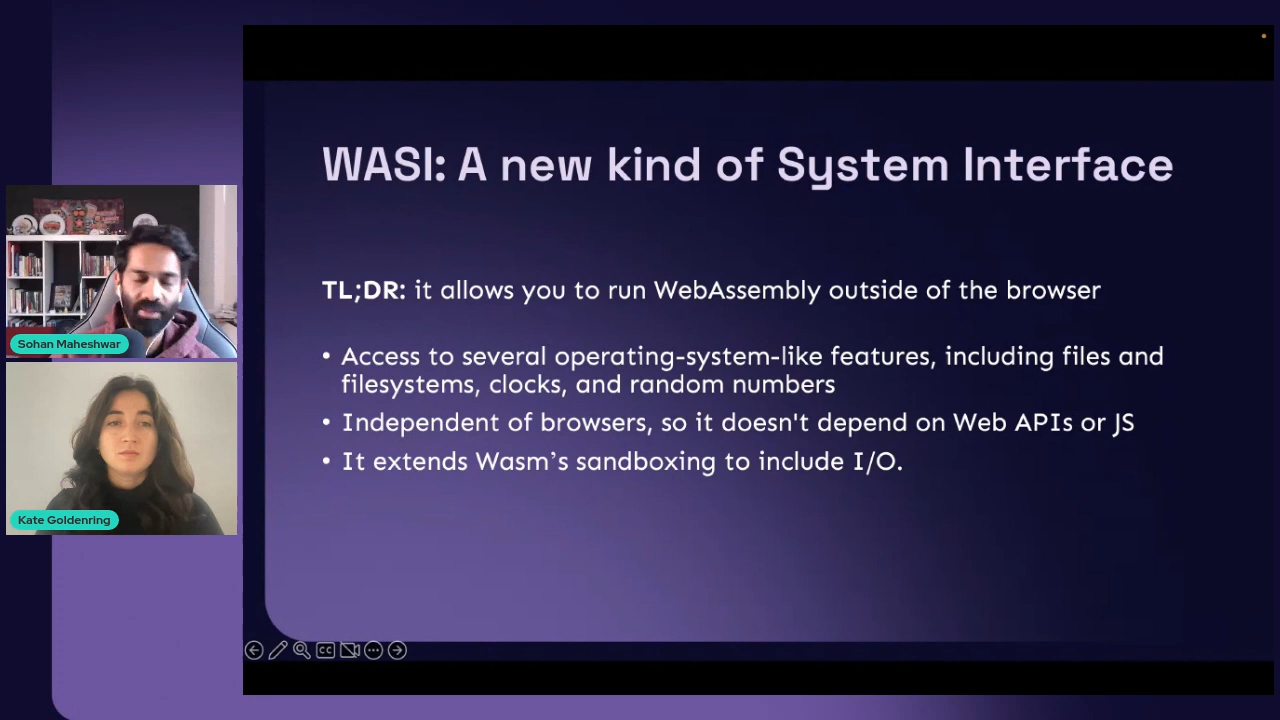 WASI: A new kind of System Interface
TL;DR: it allows you to run WebAssembly outside of the browser
• Access to several operating-system-like features, including files and
filesystems, clocks, and random numbers
• Independent of browsers, so it doesn't depend on Web APIs or JS
• It extends Wasm’s sandboxing to include I/O.
Sohan Maheshwar
Kate Goldenring
CC